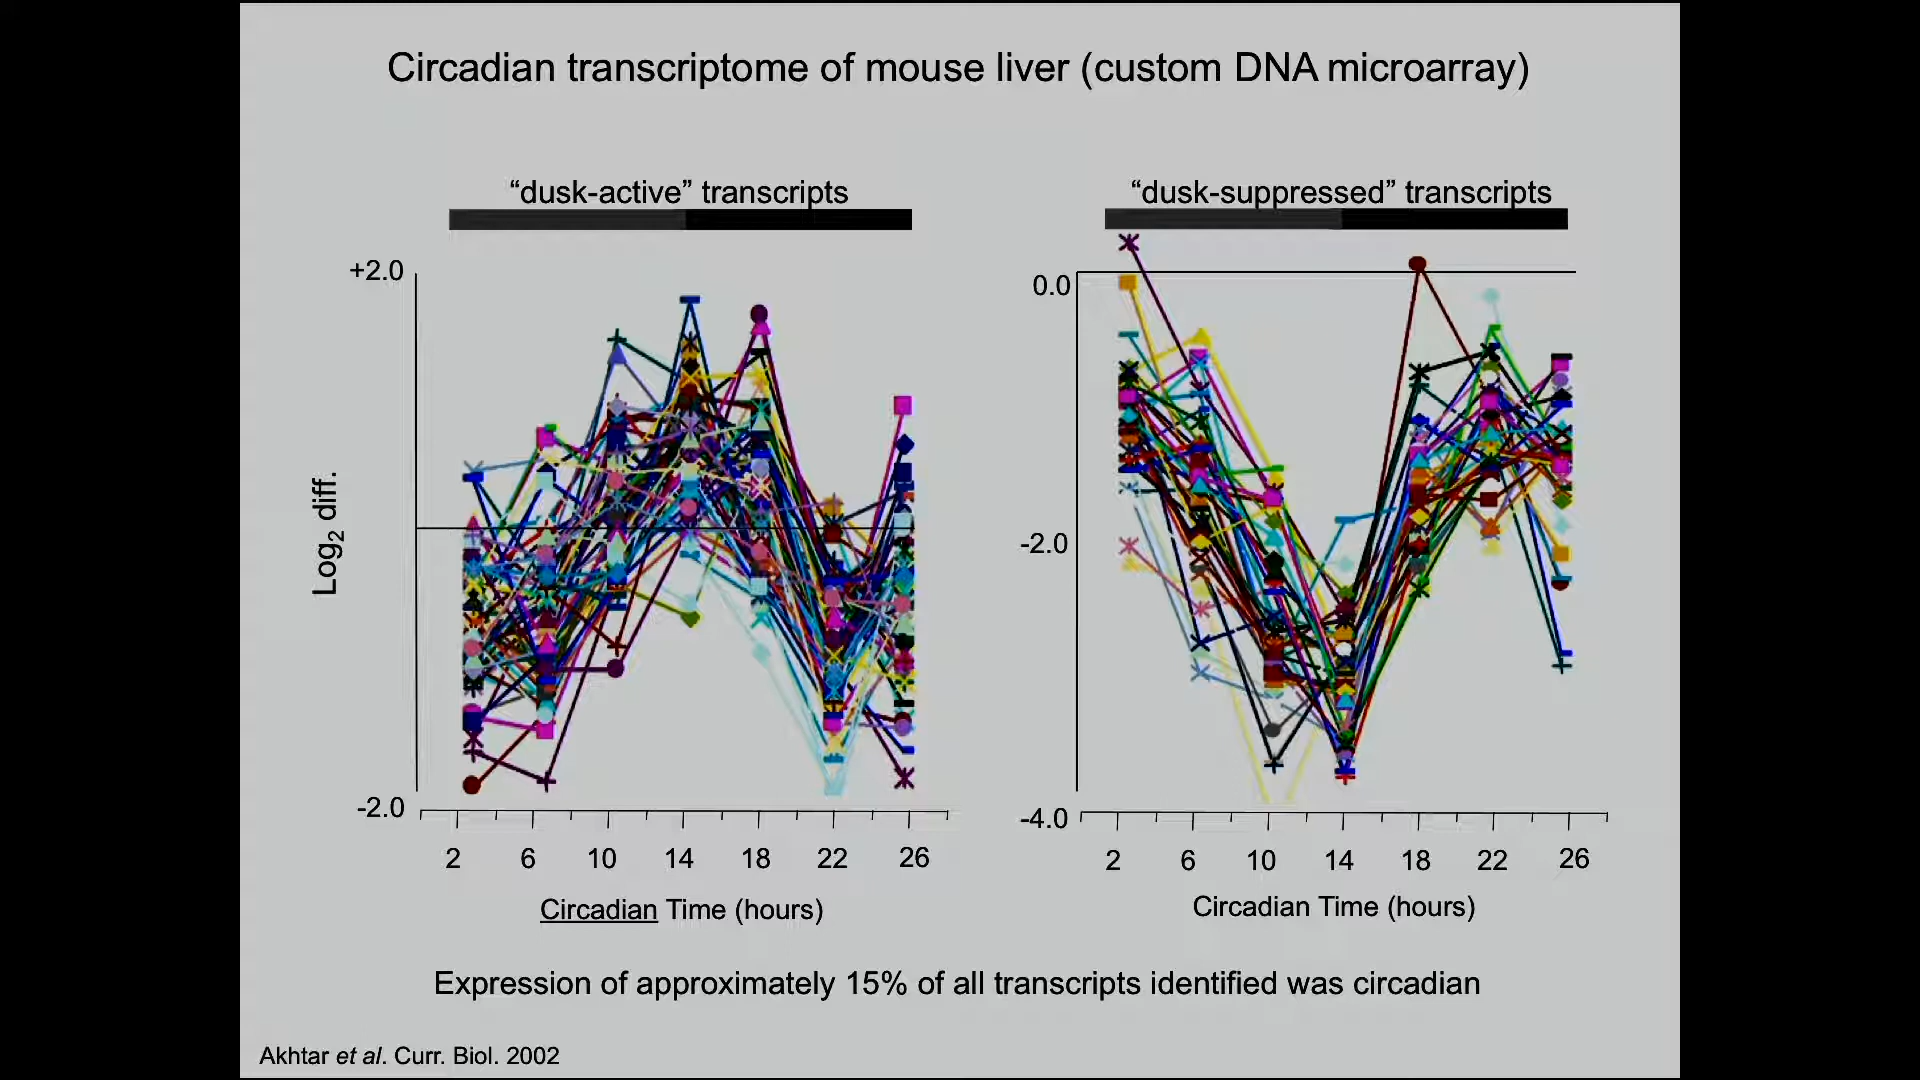 Circadian transcriptome of mouse liver (custom DNA microarray)
“dusk-active” transcripts
“dusk-suppressed” transcripts
+2.0
-2.0
Log2 diff.
2 6 10 14 18 22 26
Circadian Time (hours)
0.0
-2.0
-4.0
2 6 10 14 18 22 26
Circadian Time (hours)
Expression of approximately 15% of all transcripts identified was circadian
Akhtar et al. Curr. Biol. 2002